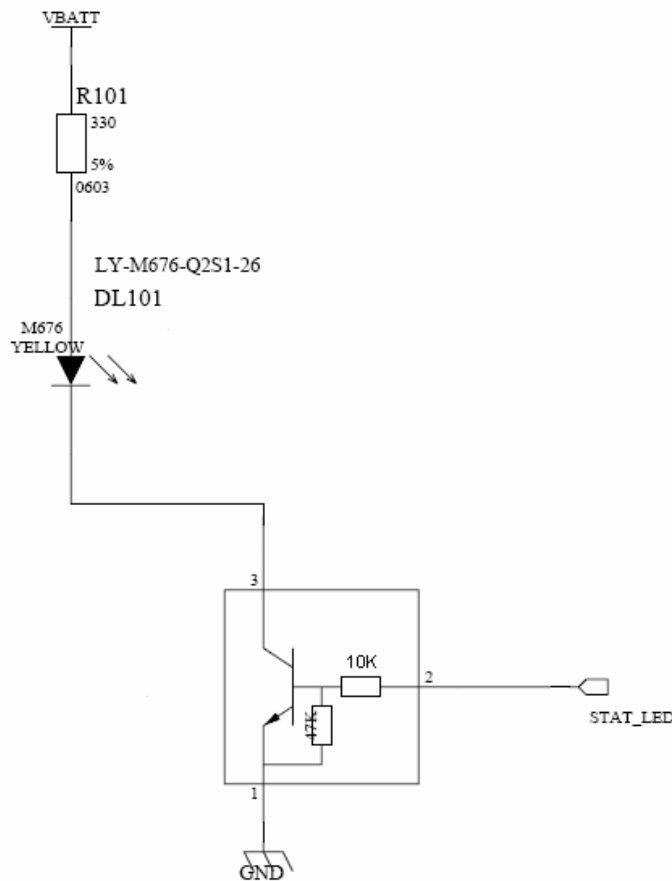 VBATT
R101
330
5%
0603
LY-M676-Q2S1-26
DL101
M676
YELLOW
3
10K
2
47K
STAT_LED
1
GND